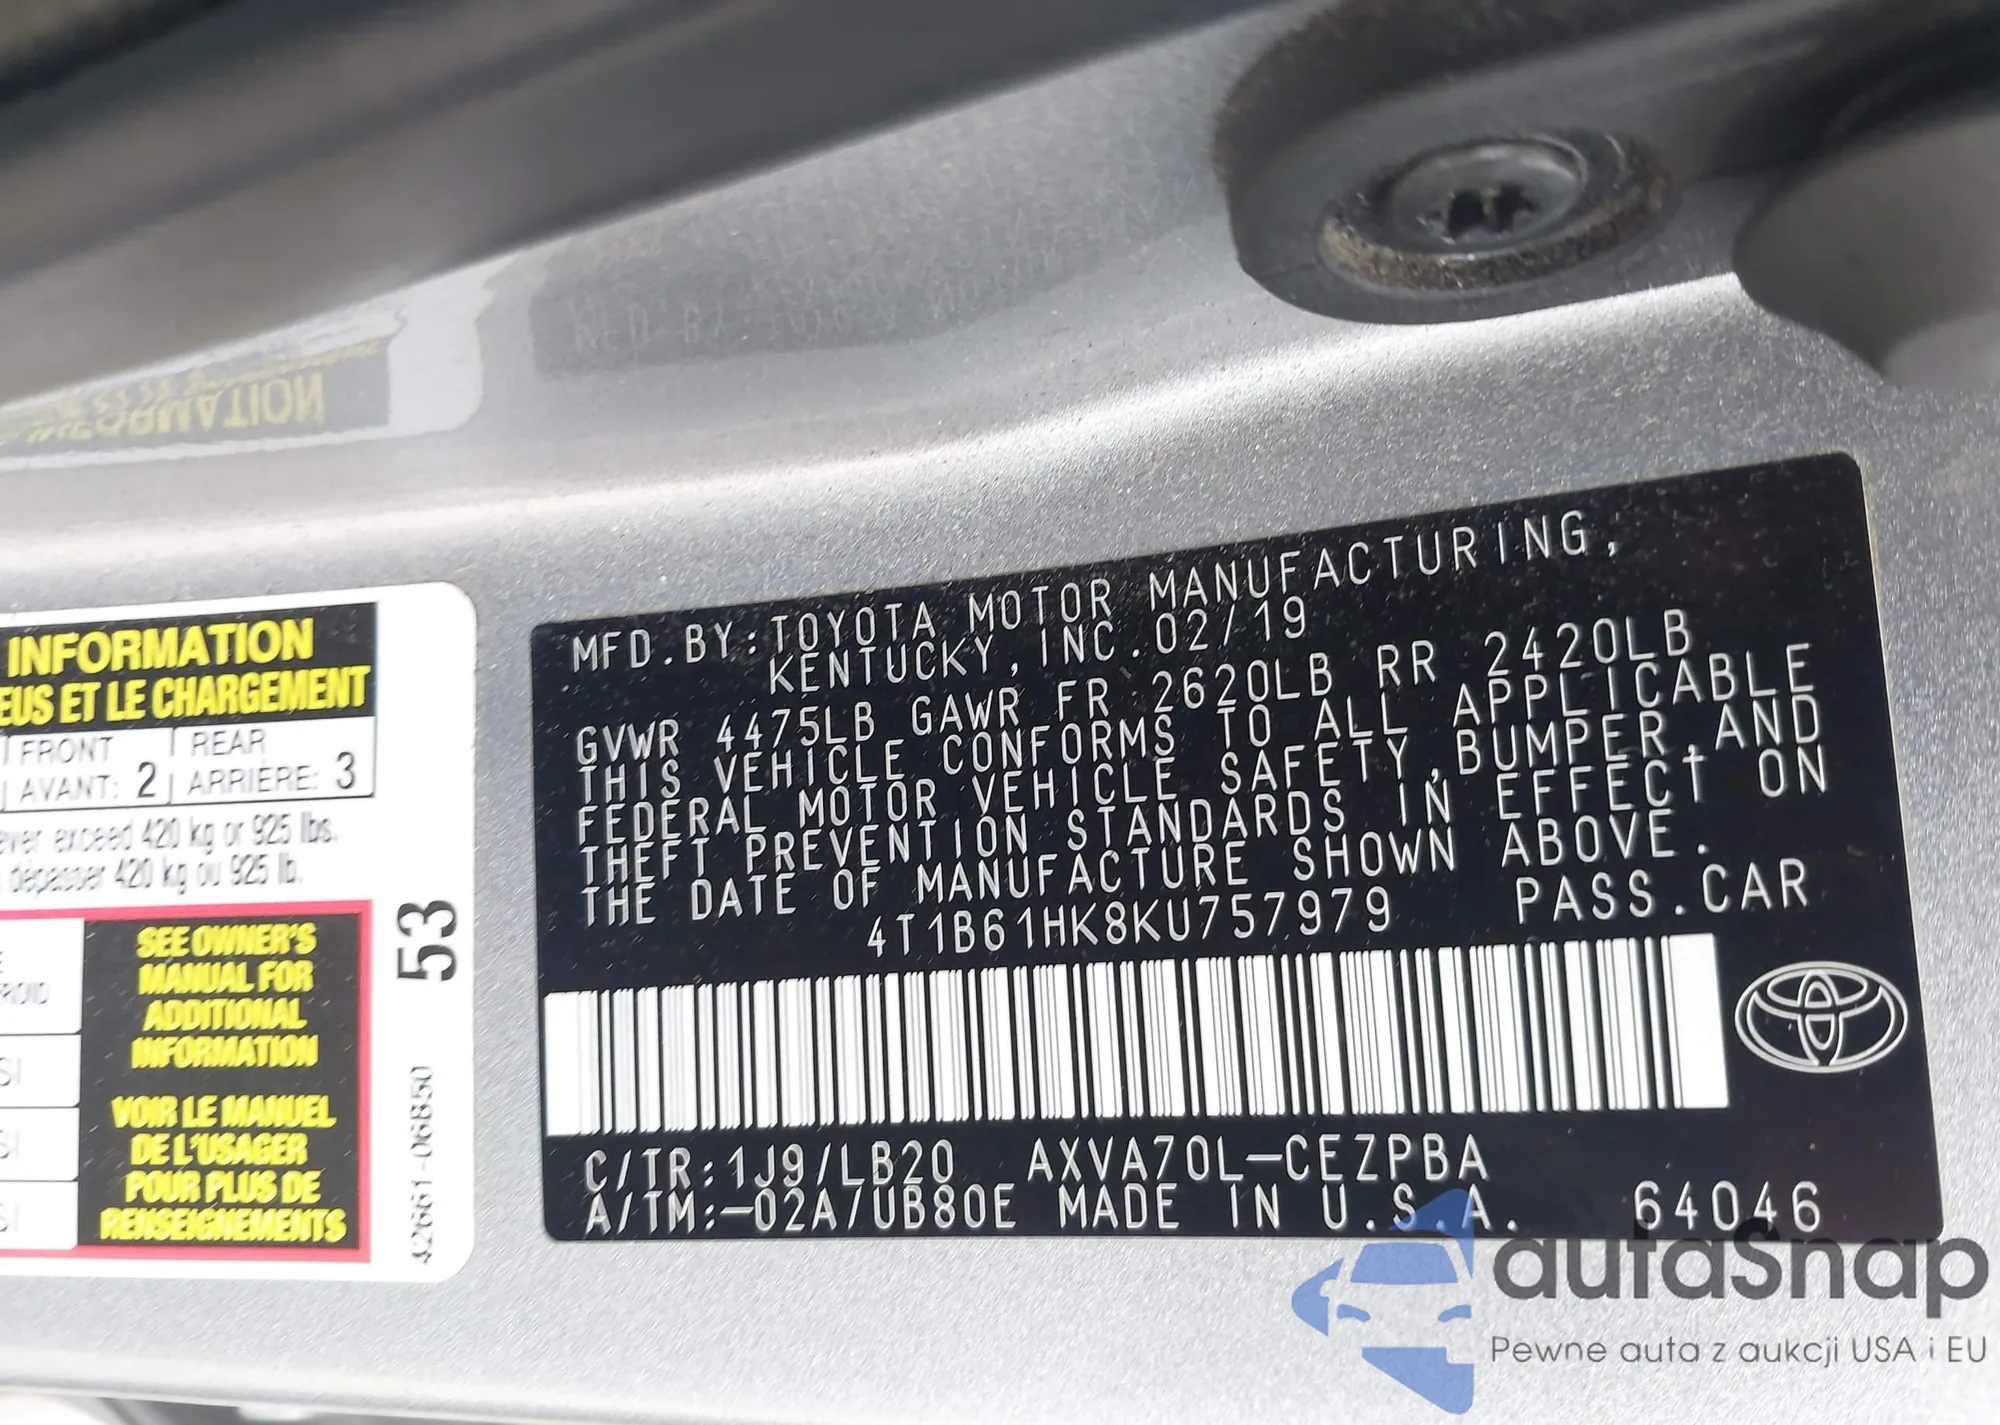 INFORMATION
EUS ET LE CHARGEMENT
FRONT REAR
AVANT: 2 ARRIÈRE: 3
ever exceed 420 kg or 925 lbs.
dépasser 420 kg ou 925 lb.
SEE OWNER'S
MANUAL FOR
ADDITIONAL
INFORMATION
VOIR LE MANUEL
DE L'USAGER
POUR PLUS DE
RENSEIGNEMENTS
53
42661-06B50
MFD.BY:TOYOTA MOTOR MANUFACTURING,
KENTUCKY,INC.02/19
GVWR 4475LB GAWR FR 2620LB RR 2420LB
THIS VEHICLE CONFORMS TO ALL APPLICABLE
FEDERAL MOTOR VEHICLE SAFETY,BUMPER,AND
THEFT PREVENTION STANDARDS IN EFFECT ON
THE DATE OF MANUFACTURE SHOWN ABOVE.
4T1B61HK8KU757979 PASS.CAR
C/TR:1J9/LB20 AXVA70L-CEZPBA
A/TM:-02A/UB80E MADE IN U.S.A. 64046
autaSnap
Pewne auta z aukcji USA i EU